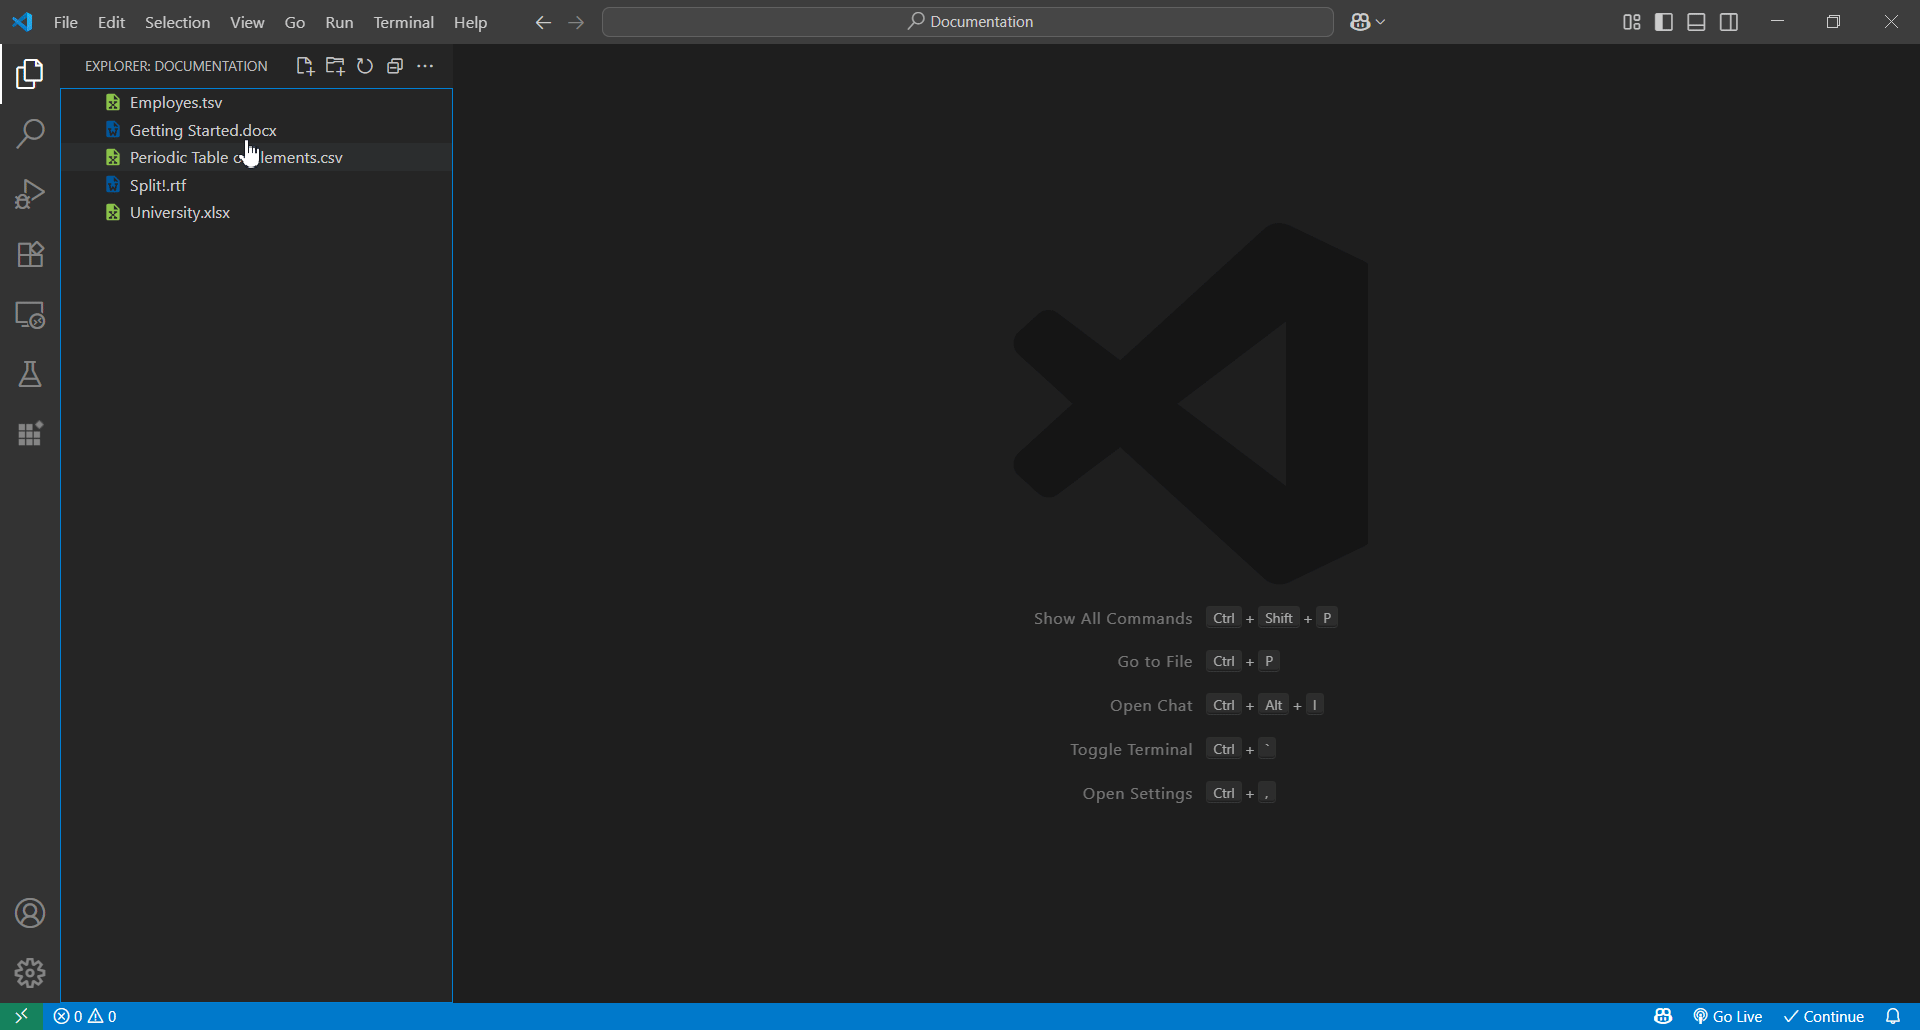 File Edit Selection View Go Run Terminal Help Documentation
EXPLORER: DOCUMENTATION
Employes.tsv
Getting Started.docx
Periodic Table lements.csv
Split!.rtf
University.xlsx
Show All Commands Ctrl + Shift + P
Go to File Ctrl + P
Open Chat Ctrl + Alt + I
Toggle Terminal Ctrl + `
Open Settings Ctrl + ,
0 0 Go Live Continue